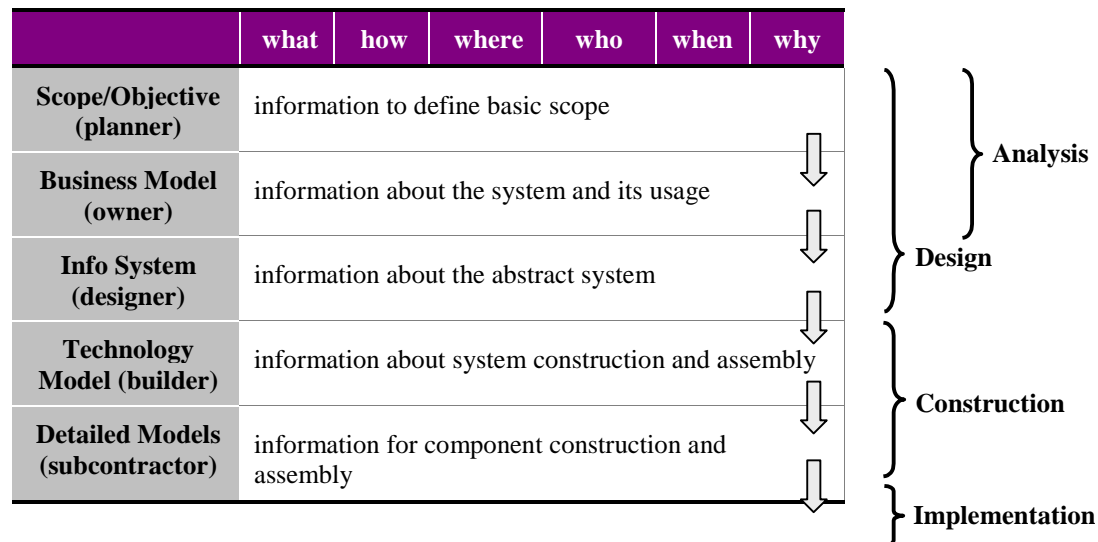 what how where who when why
Scope/Objective
(planner)
information to define basic scope
Business Model
(owner)
information about the system and its usage
Info System
(designer)
information about the abstract system
Technology
Model (builder)
information about system construction and assembly
Detailed Models
(subcontractor)
information for component construction and
assembly
Analysis
Design
Construction
Implementation